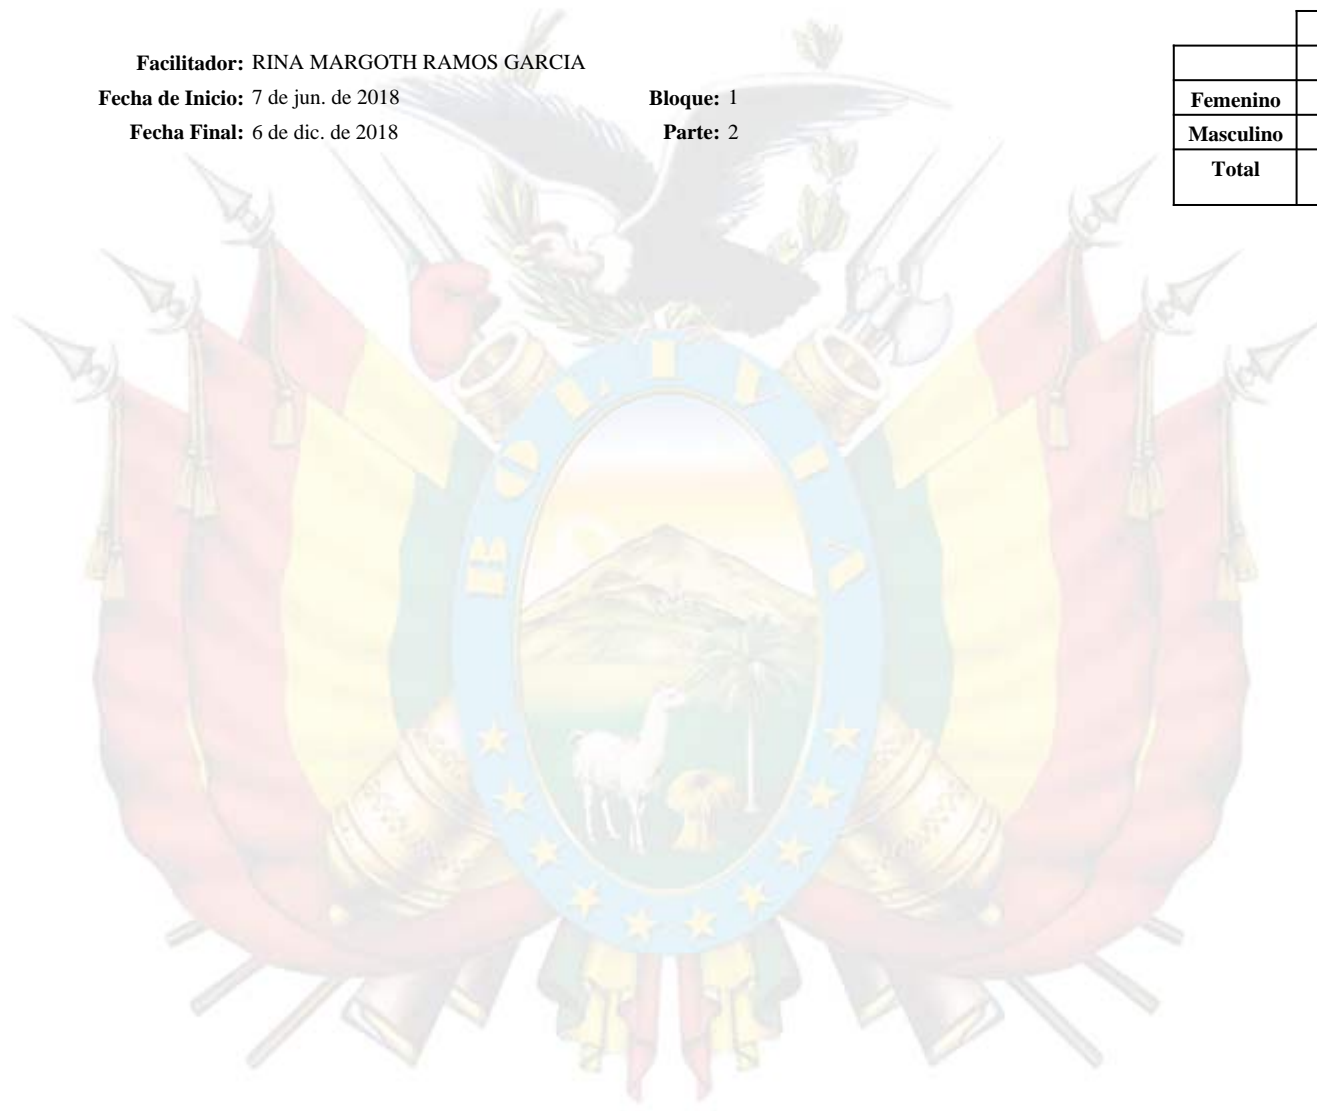 Facilitador: RINA MARGOTH RAMOS GARCIA
Fecha de Inicio: 7 de jun. de 2018 Bloque: 1
Fecha Final: 6 de dic. de 2018 Parte: 2
Femenino
Masculino
Total
BOLIVIA